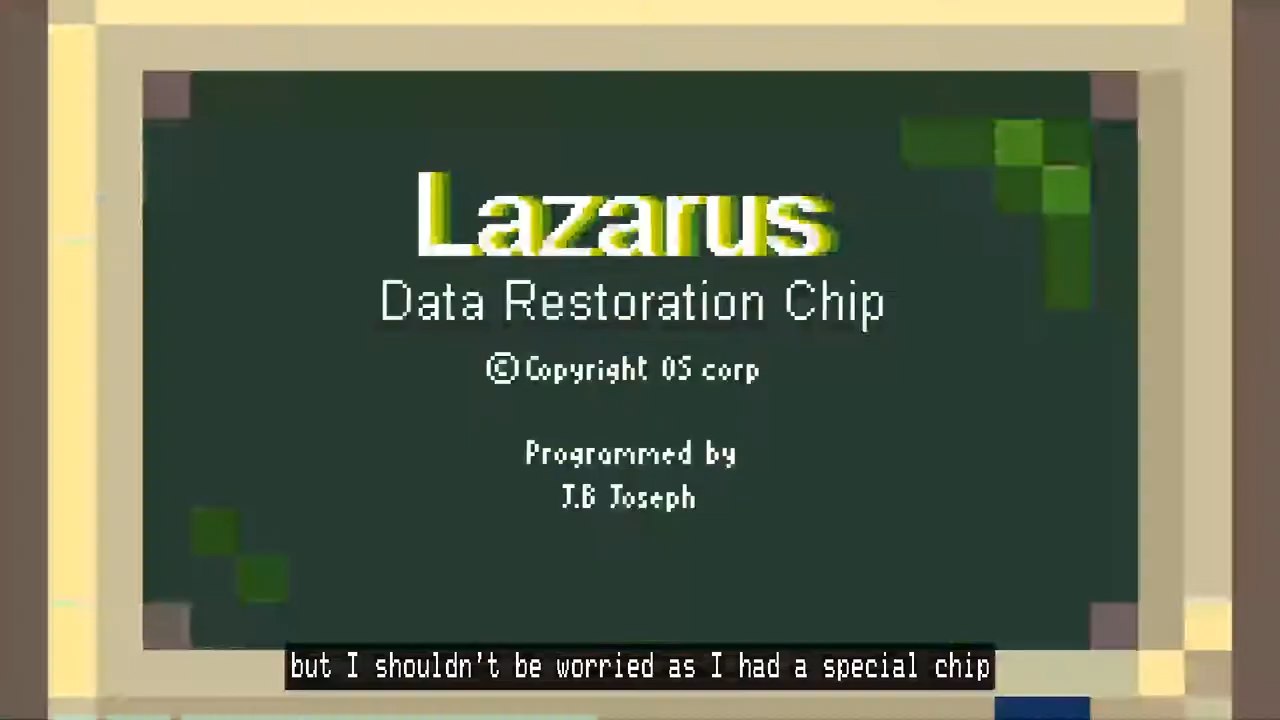 Lazarus
Data Restoration Chip
©Copyright OS corp
Programmed by
J.B Joseph
but I shouldn't be worried as I had a special chip